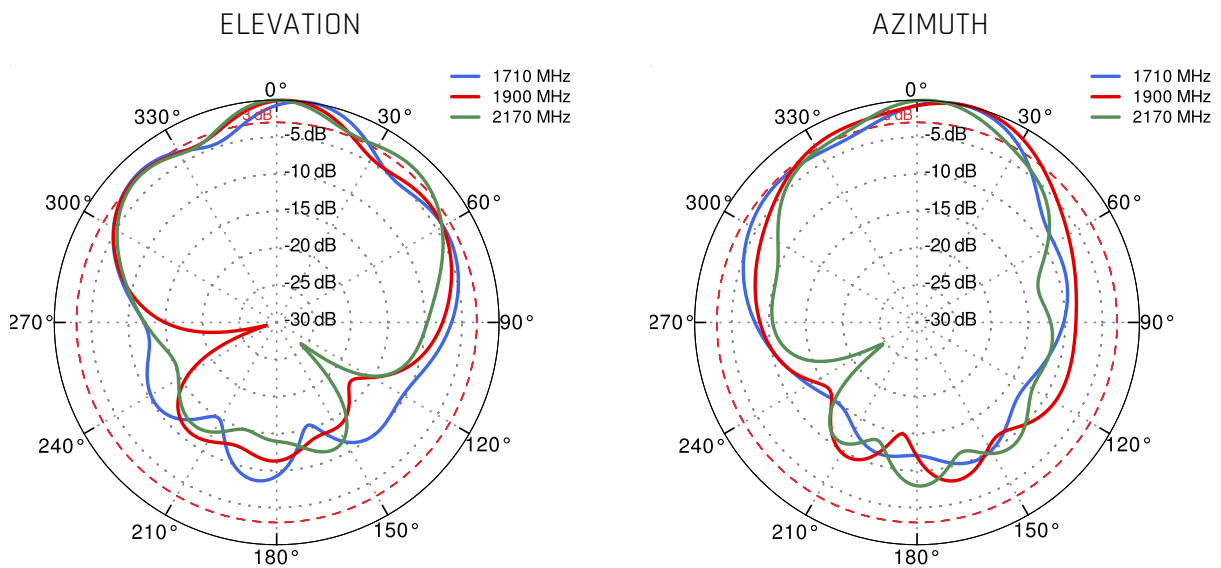 ELEVATION
1710 MHz
1900 MHz
2170 MHz
0°
330°
30°
3 dB
-5 dB
-10 dB
300°
60°
-15 dB
-20 dB
-25 dB
270°
-30 dB
90°
240°
120°
210°
150°
180°
AZIMUTH
1710 MHz
1900 MHz
2170 MHz
0°
330°
30°
3 dB
-5 dB
-10 dB
300°
60°
-15 dB
-20 dB
-25 dB
270°
-30 dB
90°
240°
120°
210°
150°
180°